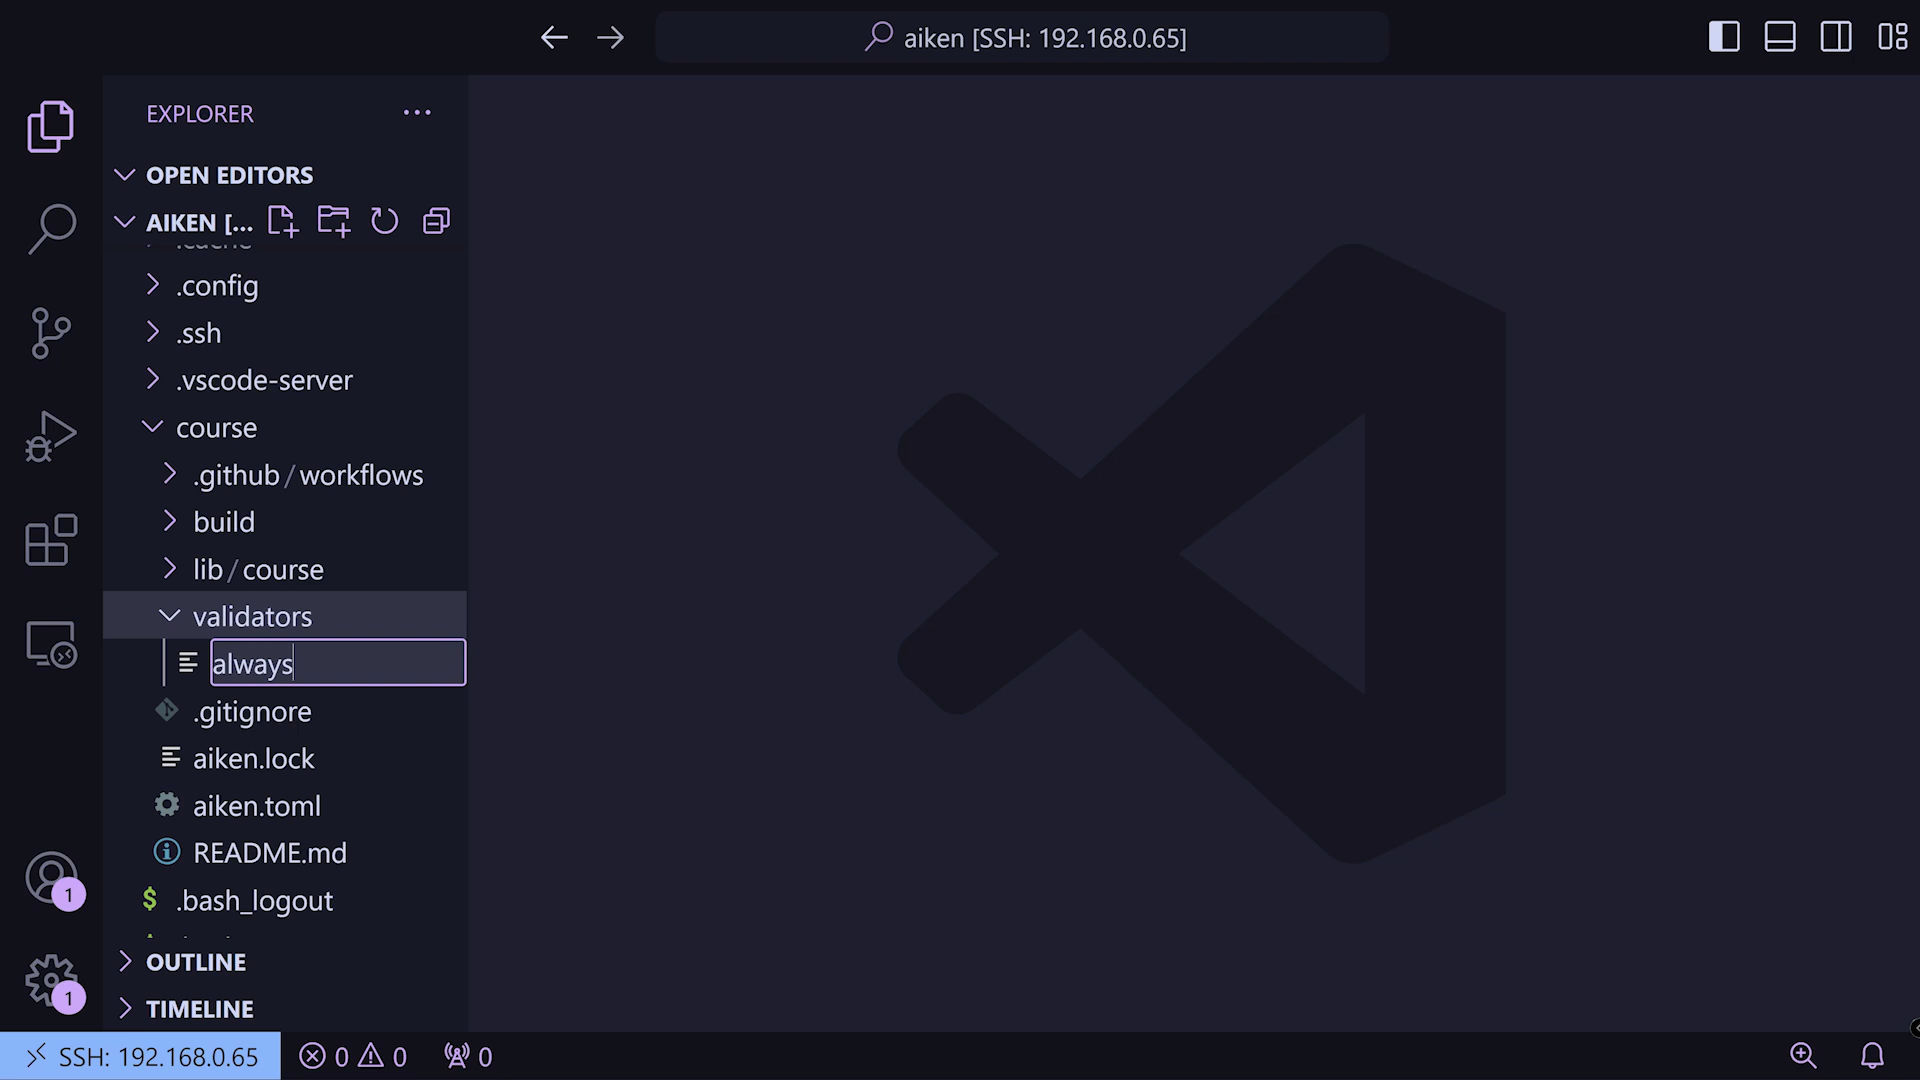 aiken [SSH: 192.168.0.65]
EXPLORER
OPEN EDITORS
AIKEN [...
.cache
.config
.ssh
.vscode-server
course
.github/workflows
build
lib/course
validators
always
.gitignore
aiken.lock
aiken.toml
README.md
$ .bash_logout
1
OUTLINE
1
TIMELINE
SSH: 192.168.0.65 0 0 0